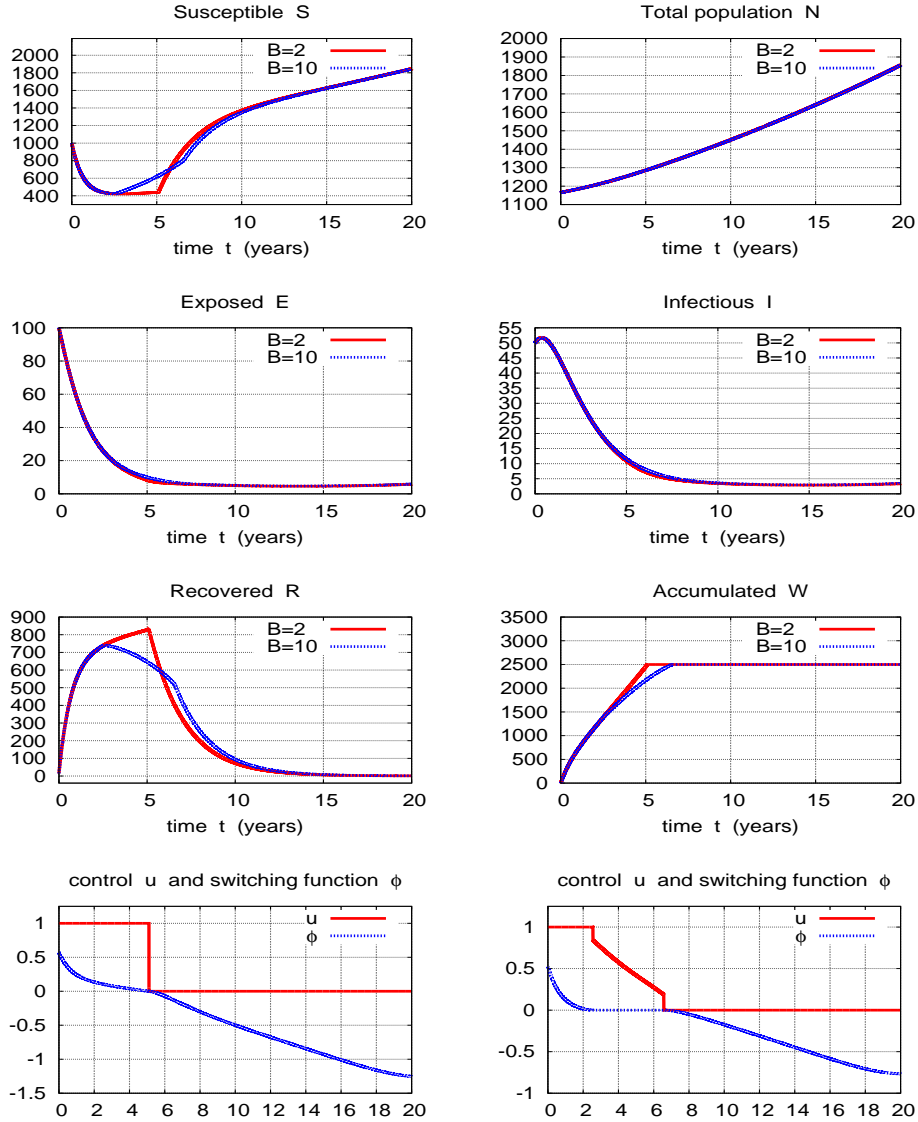 Susceptible S
2000
1800
1600
1400
1200
1000
800
600
400
B=2
B=10
0 5 10 15 20
time t (years)
Total population N
2000
1900
1800
1700
1600
1500
1400
1300
1200
1100
B=2
B=10
0 5 10 15 20
time t (years)
Exposed E
100
80
60
40
20
0
B=2
B=10
0 5 10 15 20
time t (years)
Infectious I
55
50
45
40
35
30
25
20
15
10
5
0
B=2
B=10
0 5 10 15 20
time t (years)
Recovered R
900
800
700
600
500
400
300
200
100
0
B=2
B=10
0 5 10 15 20
time t (years)
Accumulated W
3500
3000
2500
2000
1500
1000
500
0
B=2
B=10
0 5 10 15 20
time t (years)
control u and switching function ϕ
1
0.5
0
-0.5
-1
-1.5
u
ϕ
0 2 4 6 8 10 12 14 16 18 20
control u and switching function ϕ
1
0.5
0
-0.5
-1
u
ϕ
0 2 4 6 8 10 12 14 16 18 20